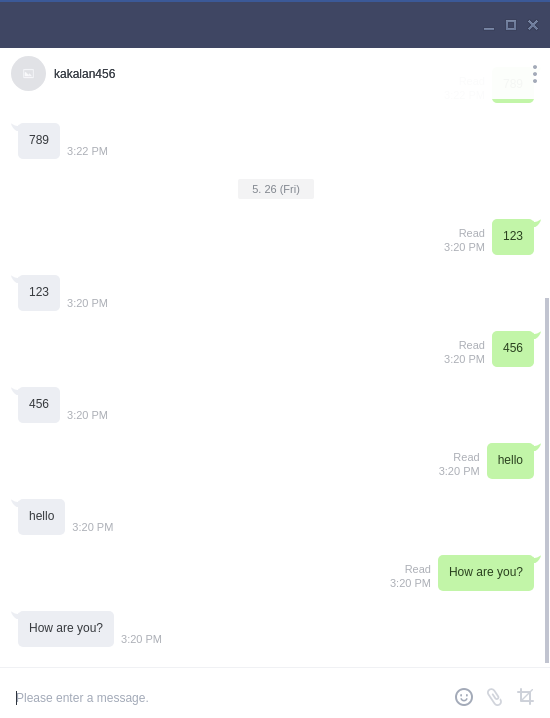 kakalan456
789
3:22 PM
5. 26 (Fri)
Read
3:20 PM
123
123
3:20 PM
Read
3:20 PM
456
456
3:20 PM
Read
3:20 PM
hello
hello
3:20 PM
Read
3:20 PM
How are you?
How are you?
3:20 PM
Please enter a message.